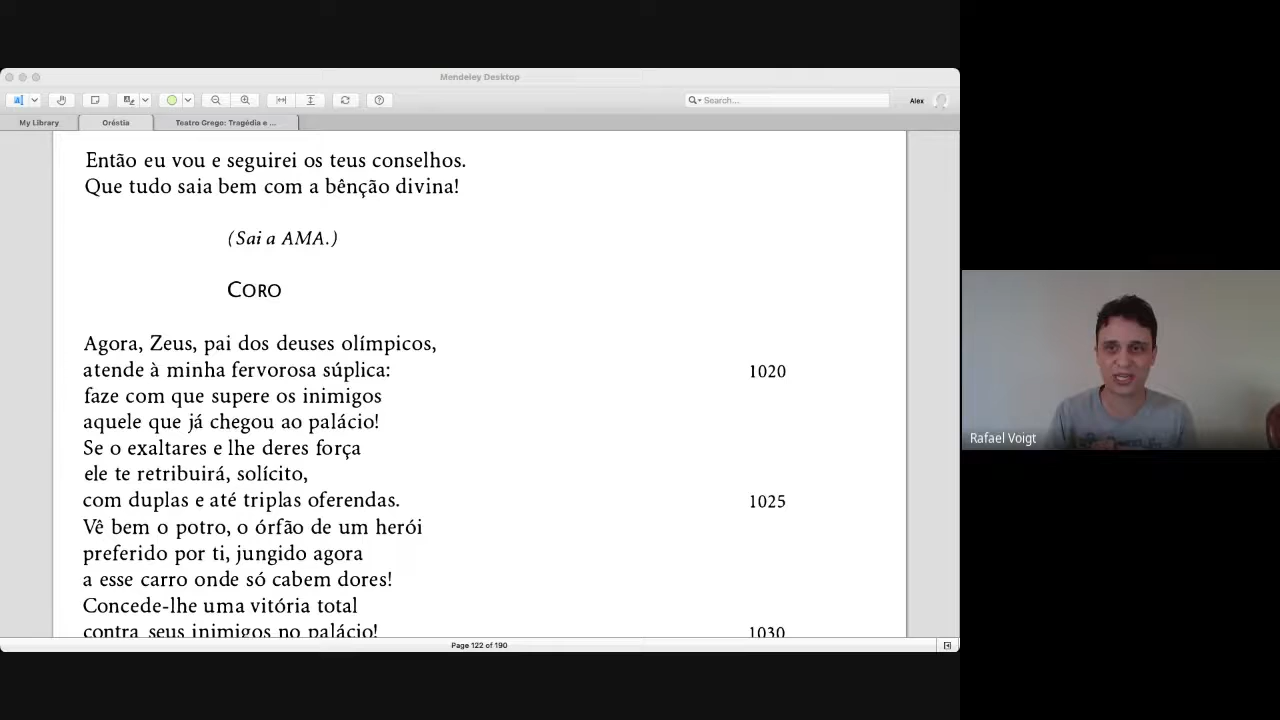 Mendeley Desktop
Search...
Alex
My Library
Oréstia
Teatro Grego: Tragédia e ...
Então eu vou e seguirei os teus conselhos.
Que tudo saia bem com a bênção divina!
(Sai a AMA.)
CORO
Agora, Zeus, pai dos deuses olímpicos,
atende à minha fervorosa súplica: 1020
faze com que supere os inimigos
aquele que já chegou ao palácio!
Se o exaltares e lhe deres força
ele te retribuirá, solícito,
com duplas e até triplas oferendas. 1025
Vê bem o potro, o órfão de um herói
preferido por ti, jungido agora
a esse carro onde só cabem dores!
Concede-lhe uma vitória total
contra seus inimigos no palácio! 1030
Page 122 of 190
Rafael Voigt